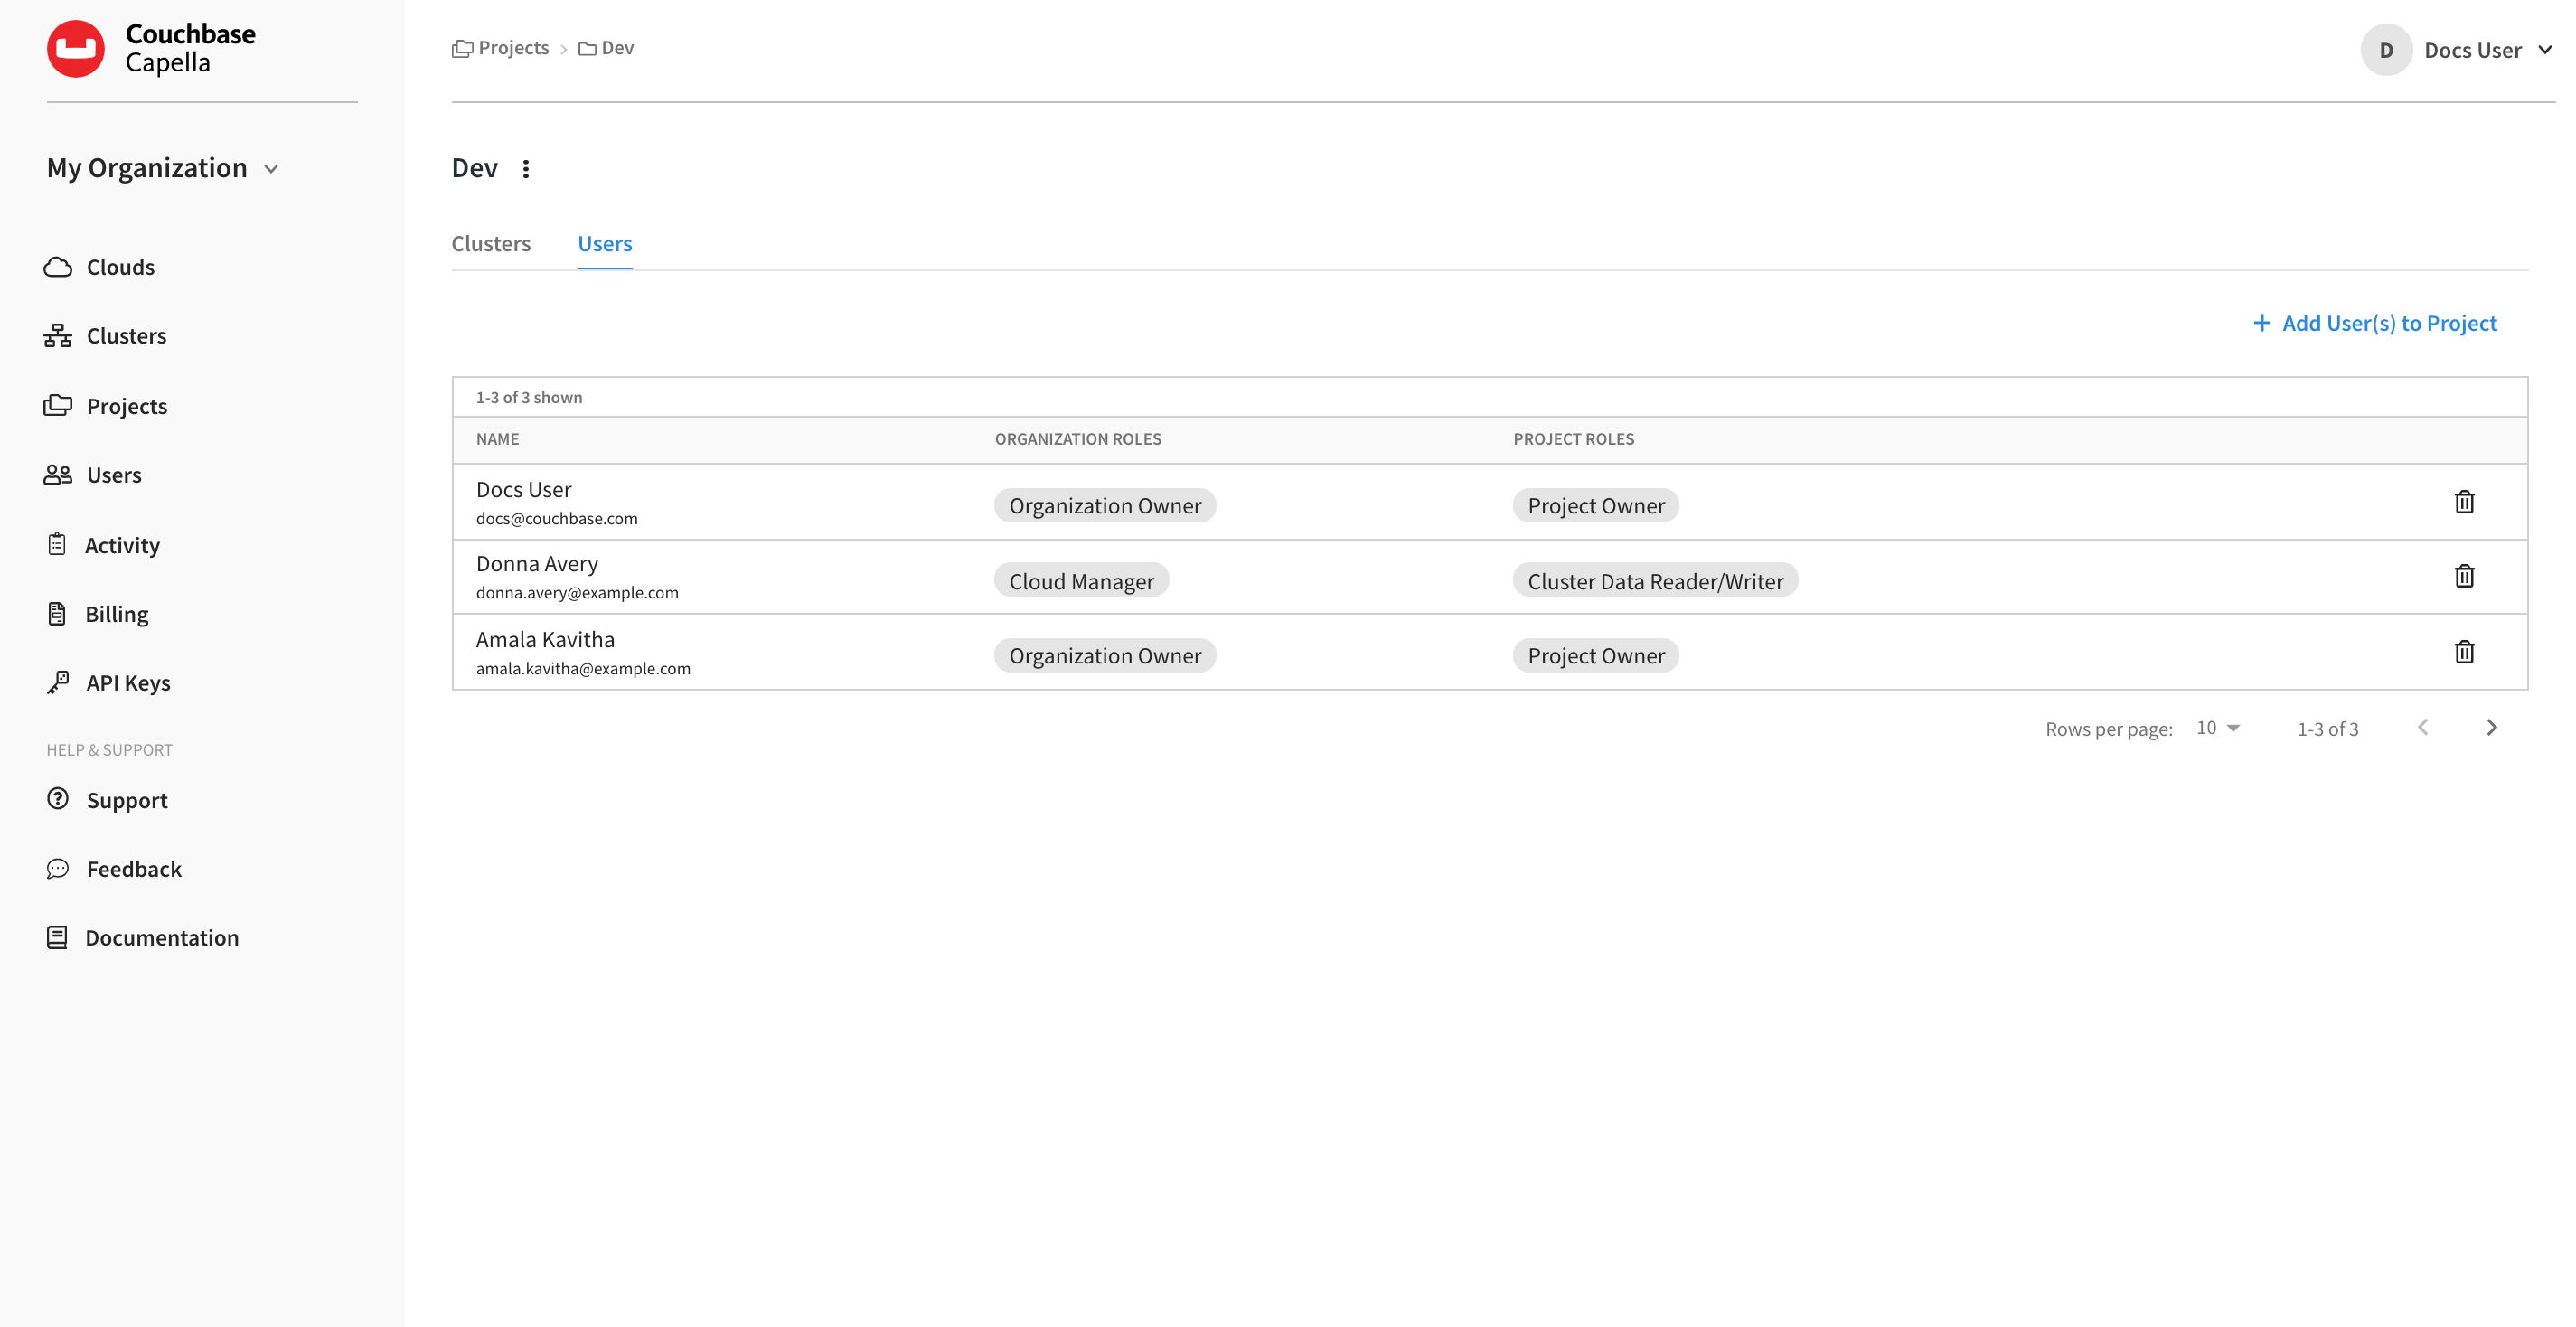 Couchbase
Capella
My Organization
Clouds
Clusters
Projects
Users
Activity
Billing
API Keys
HELP & SUPPORT
Support
Feedback
Documentation
Projects > Dev
D Docs User
Dev
Clusters Users
+ Add User(s) to Project
1-3 of 3 shown
NAME ORGANIZATION ROLES PROJECT ROLES
Docs User
docs@couchbase.com
Organization Owner Project Owner
Donna Avery
donna.avery@example.com
Cloud Manager Cluster Data Reader/Writer
Amala Kavitha
amala.kavitha@example.com
Organization Owner Project Owner
Rows per page: 10 1-3 of 3